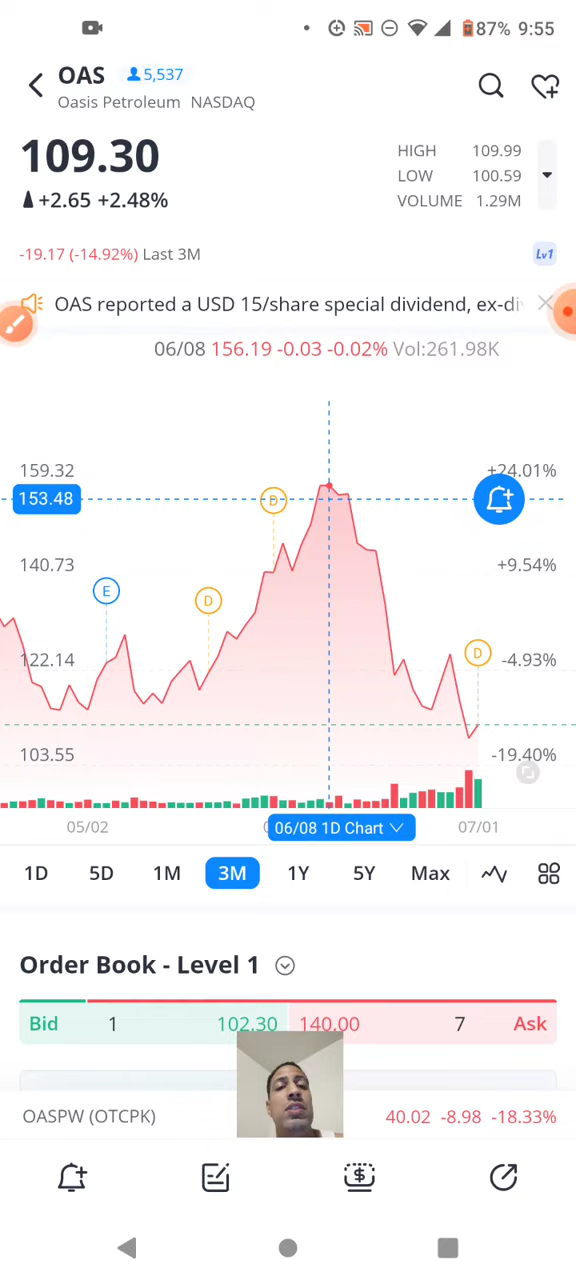 87% 9:55
OAS 5,537
Oasis Petroleum NASDAQ
109.30
+2.65 +2.48%
HIGH 109.99
LOW 100.59
VOLUME 1.29M
-19.17 (-14.92%) Last 3M
Lv1
OAS reported a USD 15/share special dividend, ex-di
06/08 156.19 -0.03 -0.02% Vol:261.98K
159.32 +24.01%
153.48
D
140.73 +9.54%
E
D
D
122.14 -4.93%
103.55 -19.40%
05/02 06/08 1D Chart 07/01
1D 5D 1M 3M 1Y 5Y Max
Order Book - Level 1
Bid 1 102.30 140.00 7 Ask
OASPW (OTCPK) 40.02 -8.98 -18.33%